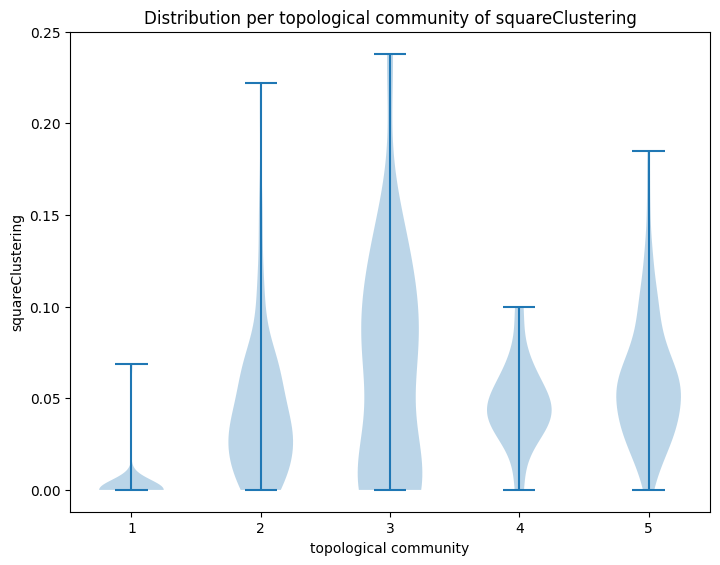 Distribution per topological community of squareClustering
0.25
0.20
0.15
0.10
0.05
0.00
squareClustering
1 2 3 4 5
topological community